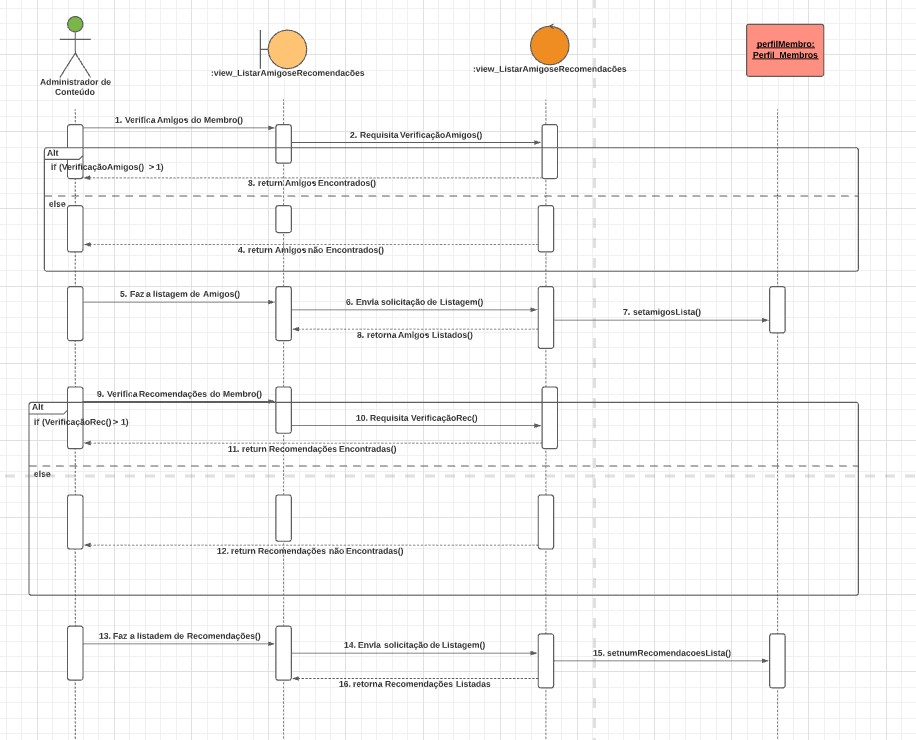 Administrador de
Contéudo
:view_ListarAmigoseRecomendacões
:view_ListarAmigoseRecomendacões
perfilMembro:
Perfil_Membros
1. Verifica Amigos do Membro()
2. Requisita VerificaçãoAmigos()
Alt
if (VerificaçãoAmigos() >1)
3. return Amigos Encontrados()
else
4. return Amigos não Encontrados()
5. Faz a listagem de Amigos()
6. Envia solicitação de Listagem()
7. setamigosLista()
8. retorna Amigos Listados()
9. Verifica Recomendações do Membro()
Alt
if (VerificaçãoRec()> 1)
10. Requisita VerificaçãoRec()
11. return Recomendações Encontradas()
else
12. return Recomendações não Encontradas()
13. Faz a listadem de Recomendações()
14. Envia solicitação de Listagem()
15. setnumRecomendacoesLista()
16. retorna Recomendações Listadas